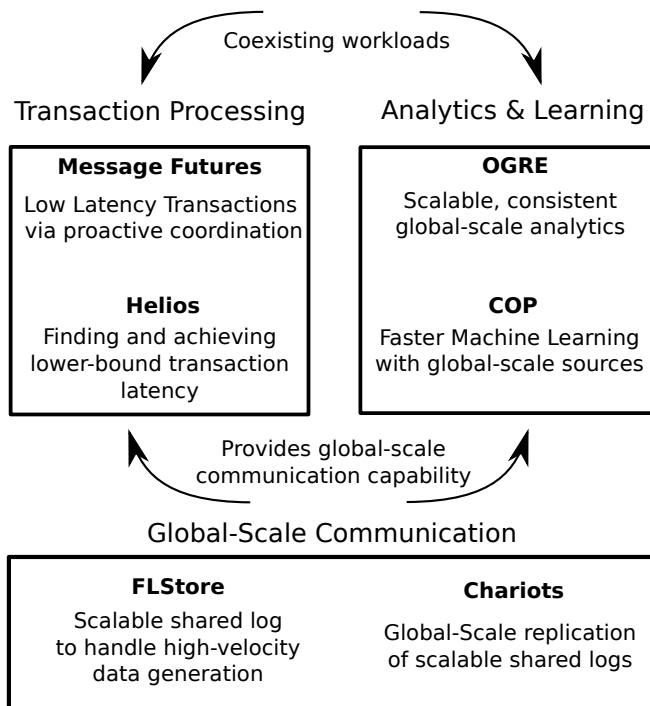 Coexisting workloads
Transaction Processing
Message Futures
Low Latency Transactions
via proactive coordination
Helios
Finding and achieving
lower-bound transaction
latency
Analytics & Learning
OGRE
Scalable, consistent
global-scale analytics
COP
Faster Machine Learning
with global-scale sources
Provides global-scale
communication capability
Global-Scale Communication
FLStore
Scalable shared log
to handle high-velocity
data generation
Chariots
Global-Scale replication
of scalable shared logs